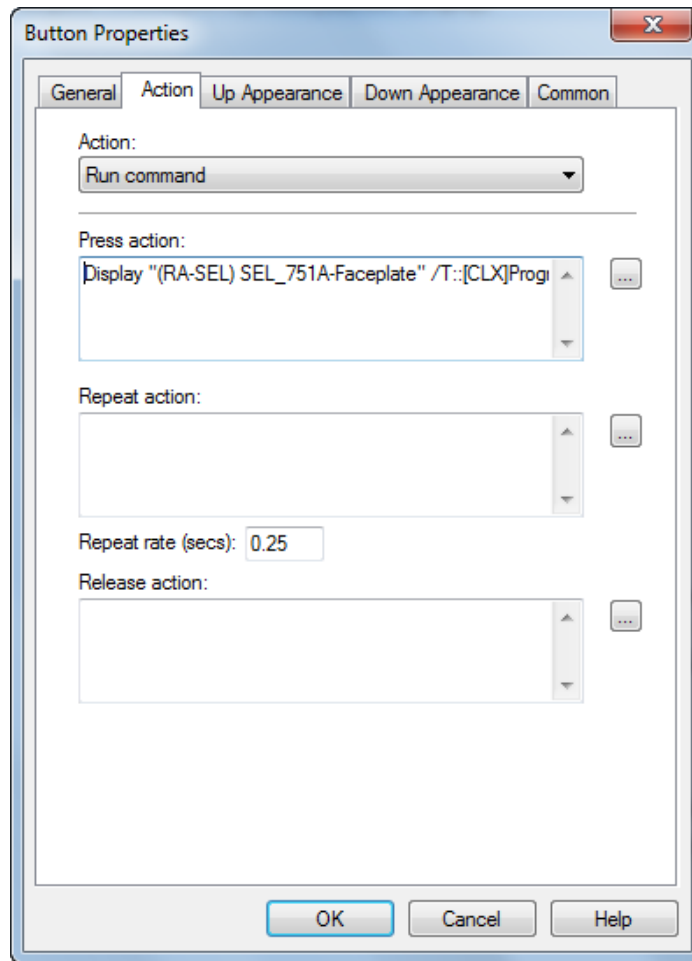 Button Properties
General Action Up Appearance Down Appearance Common
Action:
Run command
Press action:
Display "(RA-SEL) SEL_751A-Faceplate" /T::[CLX]Progr
...
Repeat action:
...
Repeat rate (secs): 0.25
Release action:
...
OK Cancel Help